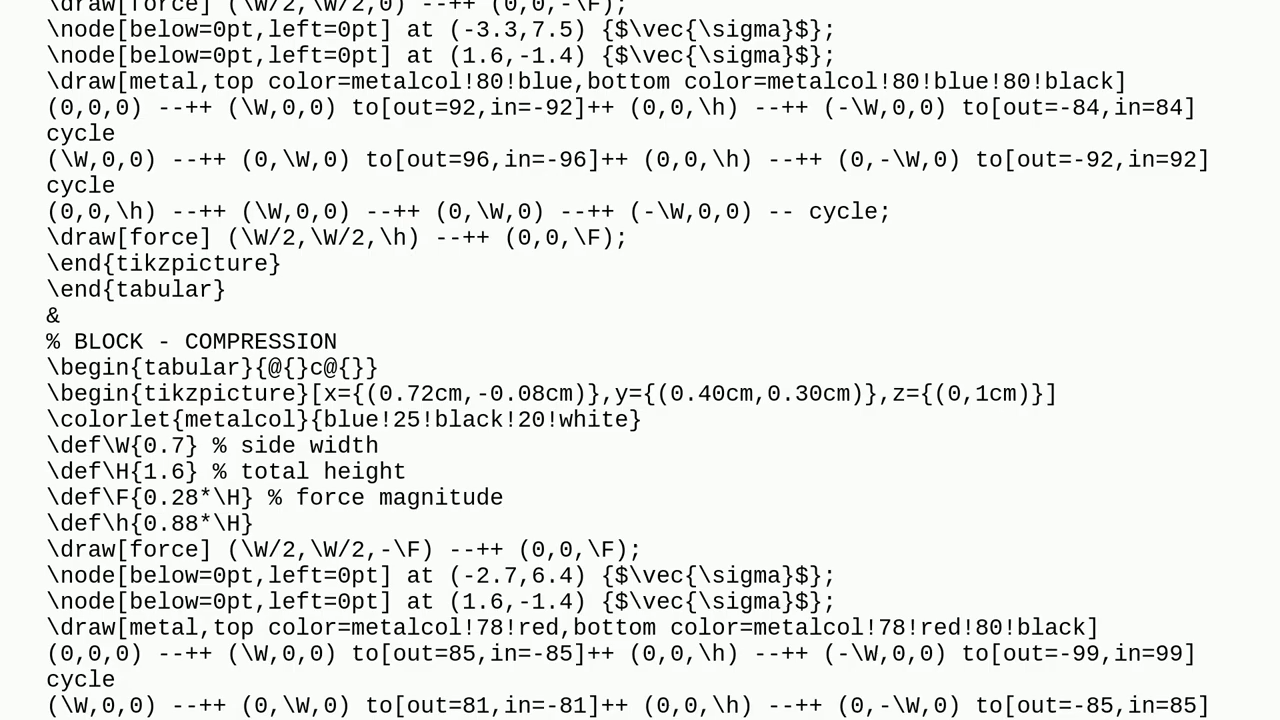 \draw[force] (\W/2,\W/2,0) --++ (0,0,-\F);
\node[below=0pt,left=0pt] at (-3.3,7.5) {$\vec{\sigma}$};
\node[below=0pt,left=0pt] at (1.6,-1.4) {$\vec{\sigma}$};
\draw[metal,top color=metalcol!80!blue,bottom color=metalcol!80!blue!80!black]
(0,0,0) --++ (\W,0,0) to[out=92,in=-92]++ (0,0,\h) --++ (-\W,0,0) to[out=-84,in=84]
cycle
(\W,0,0) --++ (0,\W,0) to[out=96,in=-96]++ (0,0,\h) --++ (0,-\W,0) to[out=-92,in=92]
cycle
(0,0,\h) --++ (\W,0,0) --++ (0,\W,0) --++ (-\W,0,0) -- cycle;
\draw[force] (\W/2,\W/2,\h) --++ (0,0,\F);
\end{tikzpicture}
\end{tabular}
&
% BLOCK - COMPRESSION
\begin{tabular}{@{}c@{}}
\begin{tikzpicture}[x={(0.72cm,-0.08cm)},y={(0.40cm,0.30cm)},z={(0,1cm)}]
\colorlet{metalcol}{blue!25!black!20!white}
\def\W{0.7} % side width
\def\H{1.6} % total height
\def\F{0.28*\H} % force magnitude
\def\h{0.88*\H}
\draw[force] (\W/2,\W/2,-\F) --++ (0,0,\F);
\node[below=0pt,left=0pt] at (-2.7,6.4) {$\vec{\sigma}$};
\node[below=0pt,left=0pt] at (1.6,-1.4) {$\vec{\sigma}$};
\draw[metal,top color=metalcol!78!red,bottom color=metalcol!78!red!80!black]
(0,0,0) --++ (\W,0,0) to[out=85,in=-85]++ (0,0,\h) --++ (-\W,0,0) to[out=-99,in=99]
cycle
(\W,0,0) --++ (0,\W,0) to[out=81,in=-81]++ (0,0,\h) --++ (0,-\W,0) to[out=-85,in=85]